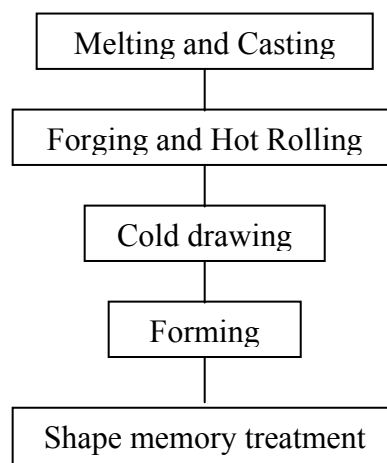 Melting and Casting
Forging and Hot Rolling
Cold drawing
Forming
Shape memory treatment